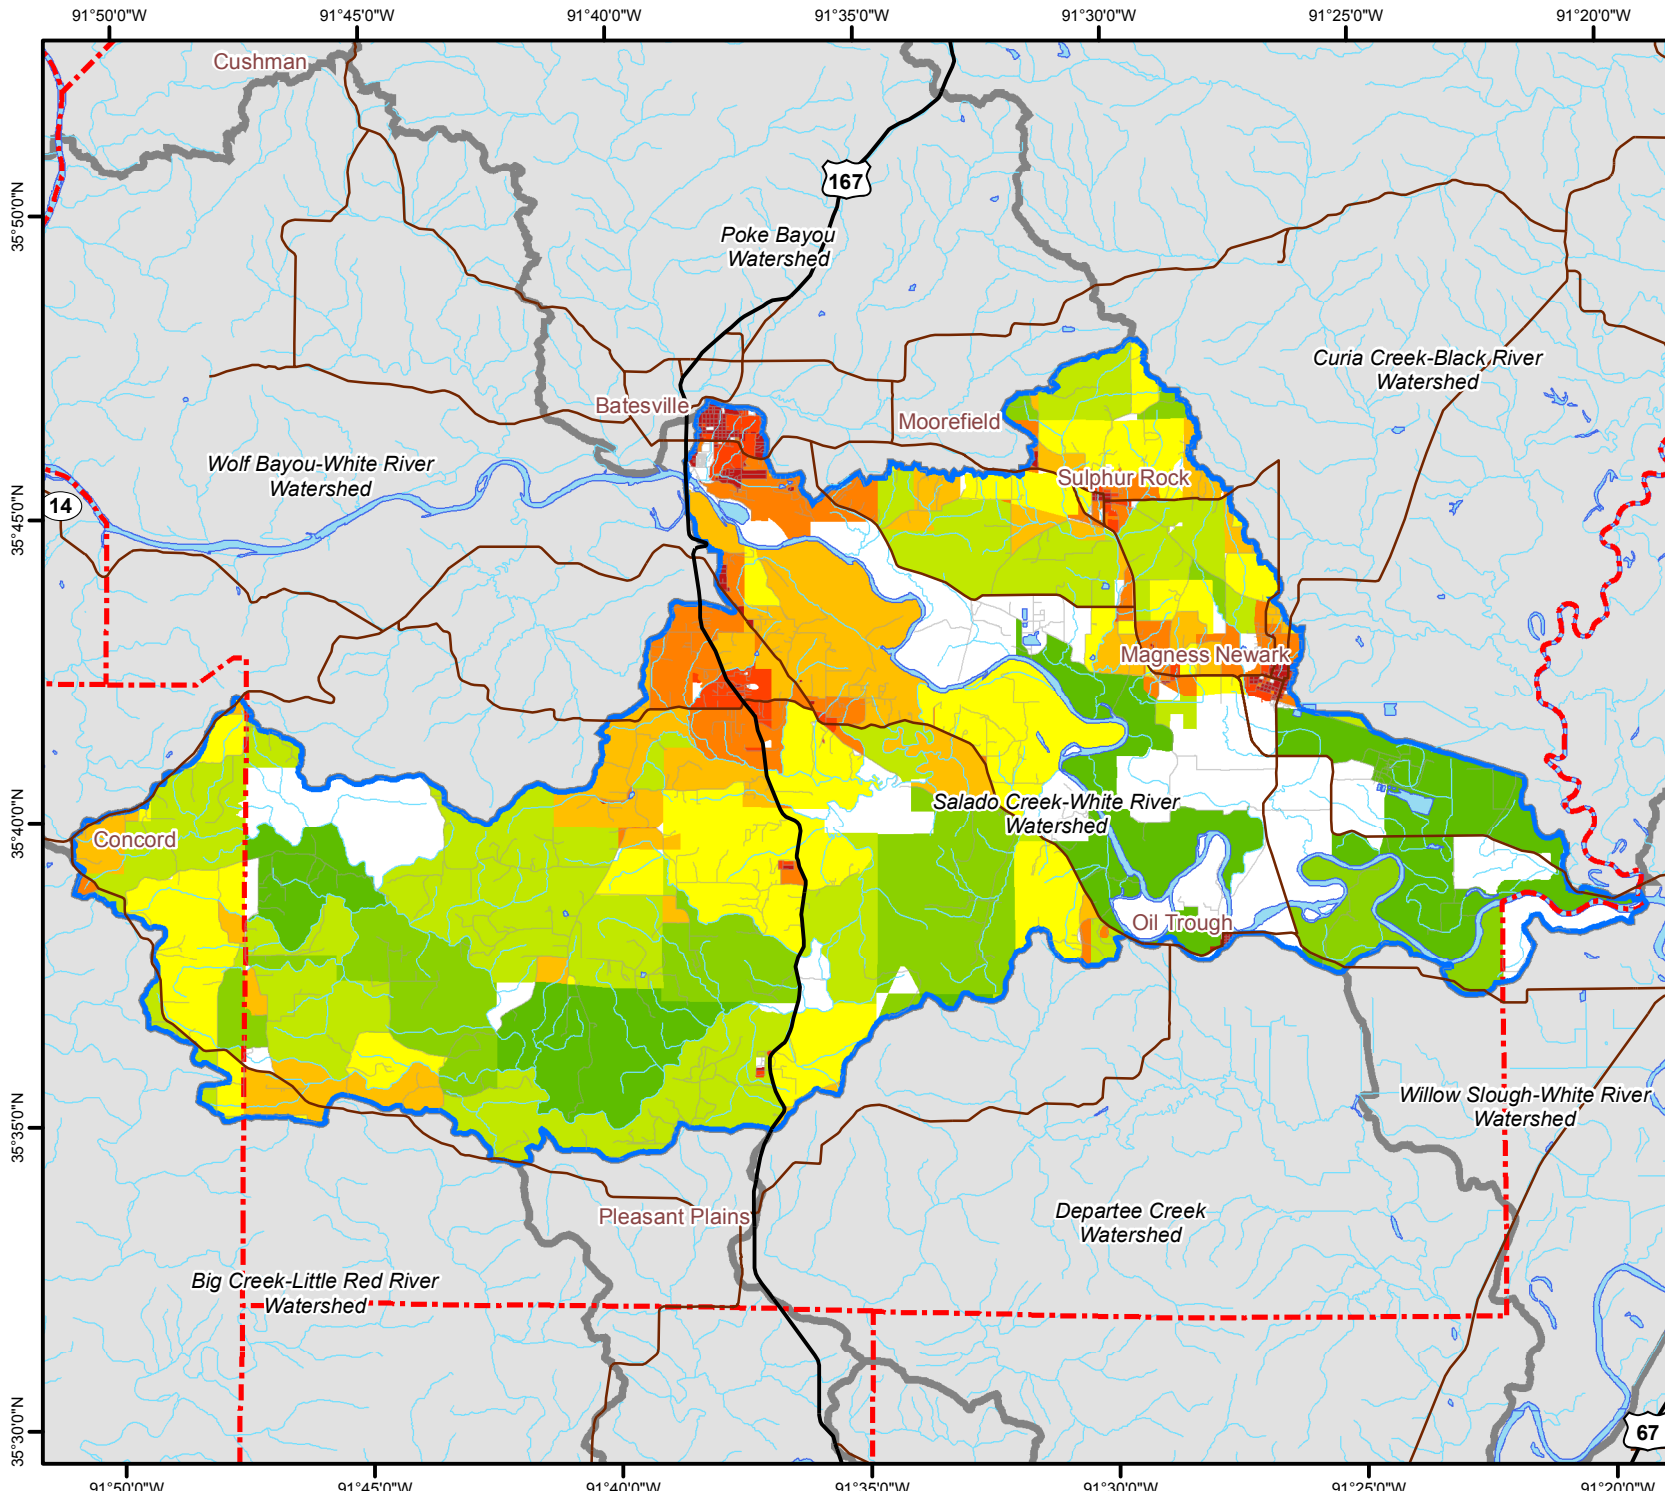 91°50'0"W 91°45'0"W 91°40'0"W 91°35'0"W 91°30'0"W 91°25'0"W 91°20'0"W
Cushman
167
35°50'0"N
Poke Bayou
Watershed
Curia Creek-Black River
Watershed
Batesville
Moorefield
Wolf Bayou-White River
Watershed
Sulphur Rock
14
35°45'0"N
Magness Newark
Salado Creek-White River
Watershed
35°40'0"N
Concord
Oil Trough
Willow Slough-White River
Watershed
35°35'0"N
Pleasant Plains
Departee Creek
Watershed
Big Creek-Little Red River
Watershed
35°30'0"N
67
91°50'0"W 91°45'0"W 91°40'0"W 91°35'0"W 91°30'0"W 91°25'0"W 91°20'0"W